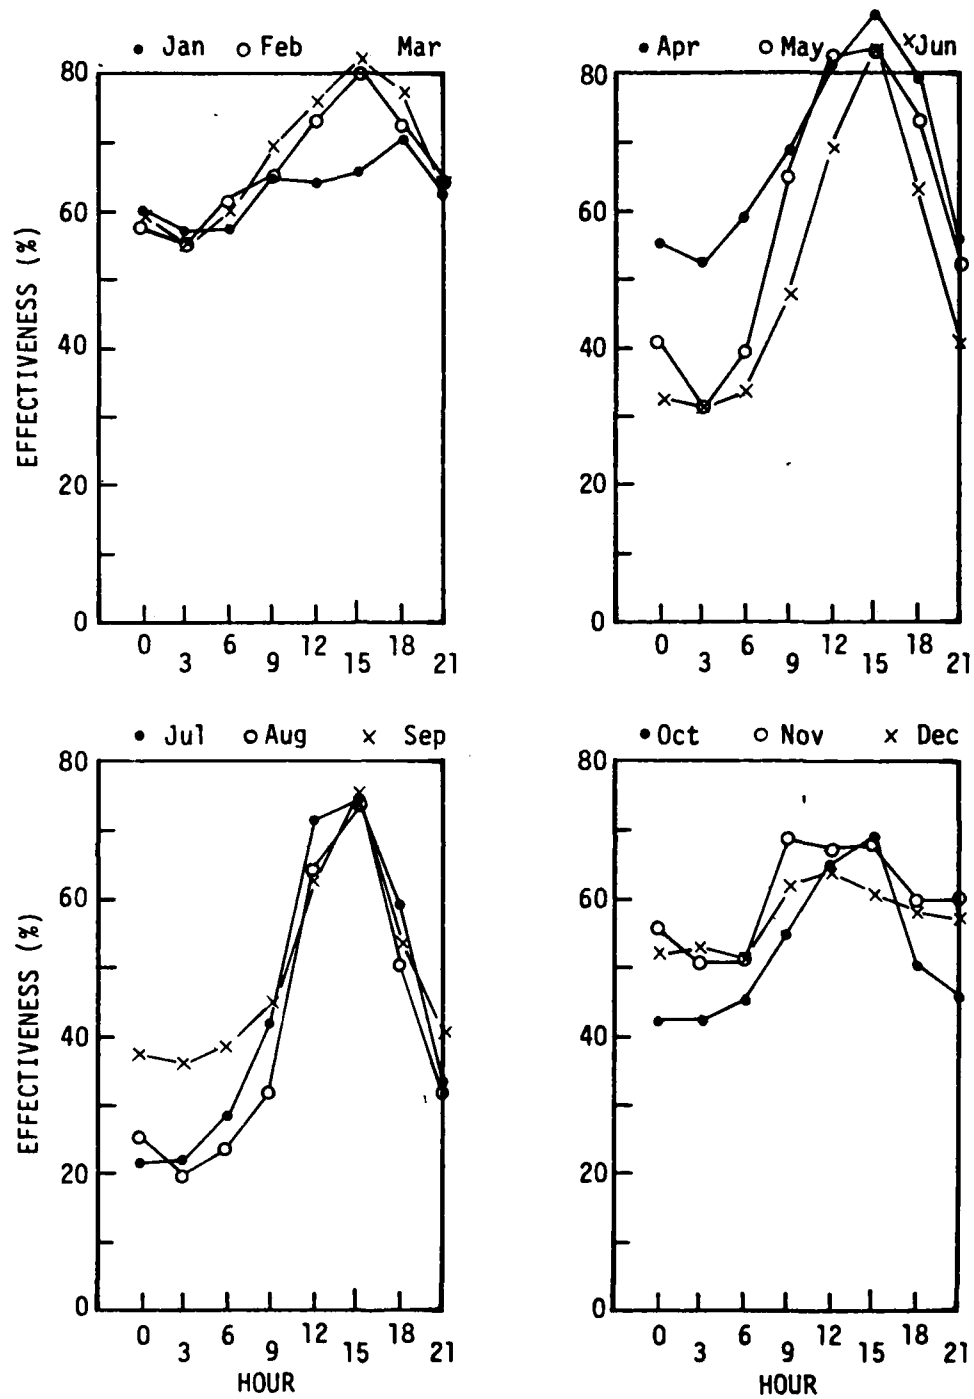 • Jan o Feb Mar
80
60
40
20
0
EFFECTIVENESS (%)
0 3 6 9 12 15 18 21
• Apr o May x Jun
80
60
40
20
0
0 3 6 9 12 15 18 21
• Jul o Aug x Sep
80
60
40
20
0
EFFECTIVENESS (%)
0 3 6 9 12 15 18 21
HOUR
• Oct o Nov x Dec
80
60
40
20
0
0 3 6 9 12 15 18 21
HOUR